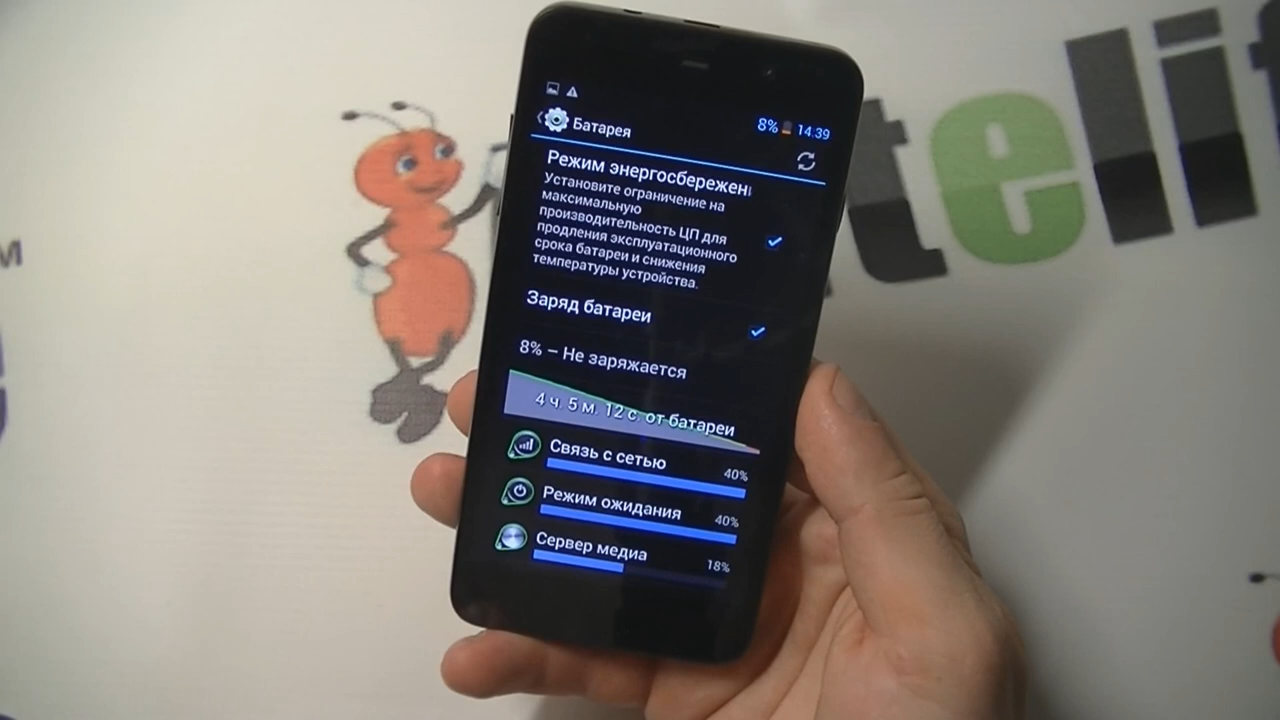 8% 14.39
Батарея
Режим энергосбережен
Установите ограничение на
максимальную
производительность ЦП для
продления эксплуатационного
срока батареи и снижения
температуры устройства.
Заряд батареи
8% – Не заряжается
4 ч. 5 м. 12 с. от батареи
Связь с сетью 40%
Режим ожидания 40%
Сервер медиа 18%
teli
м